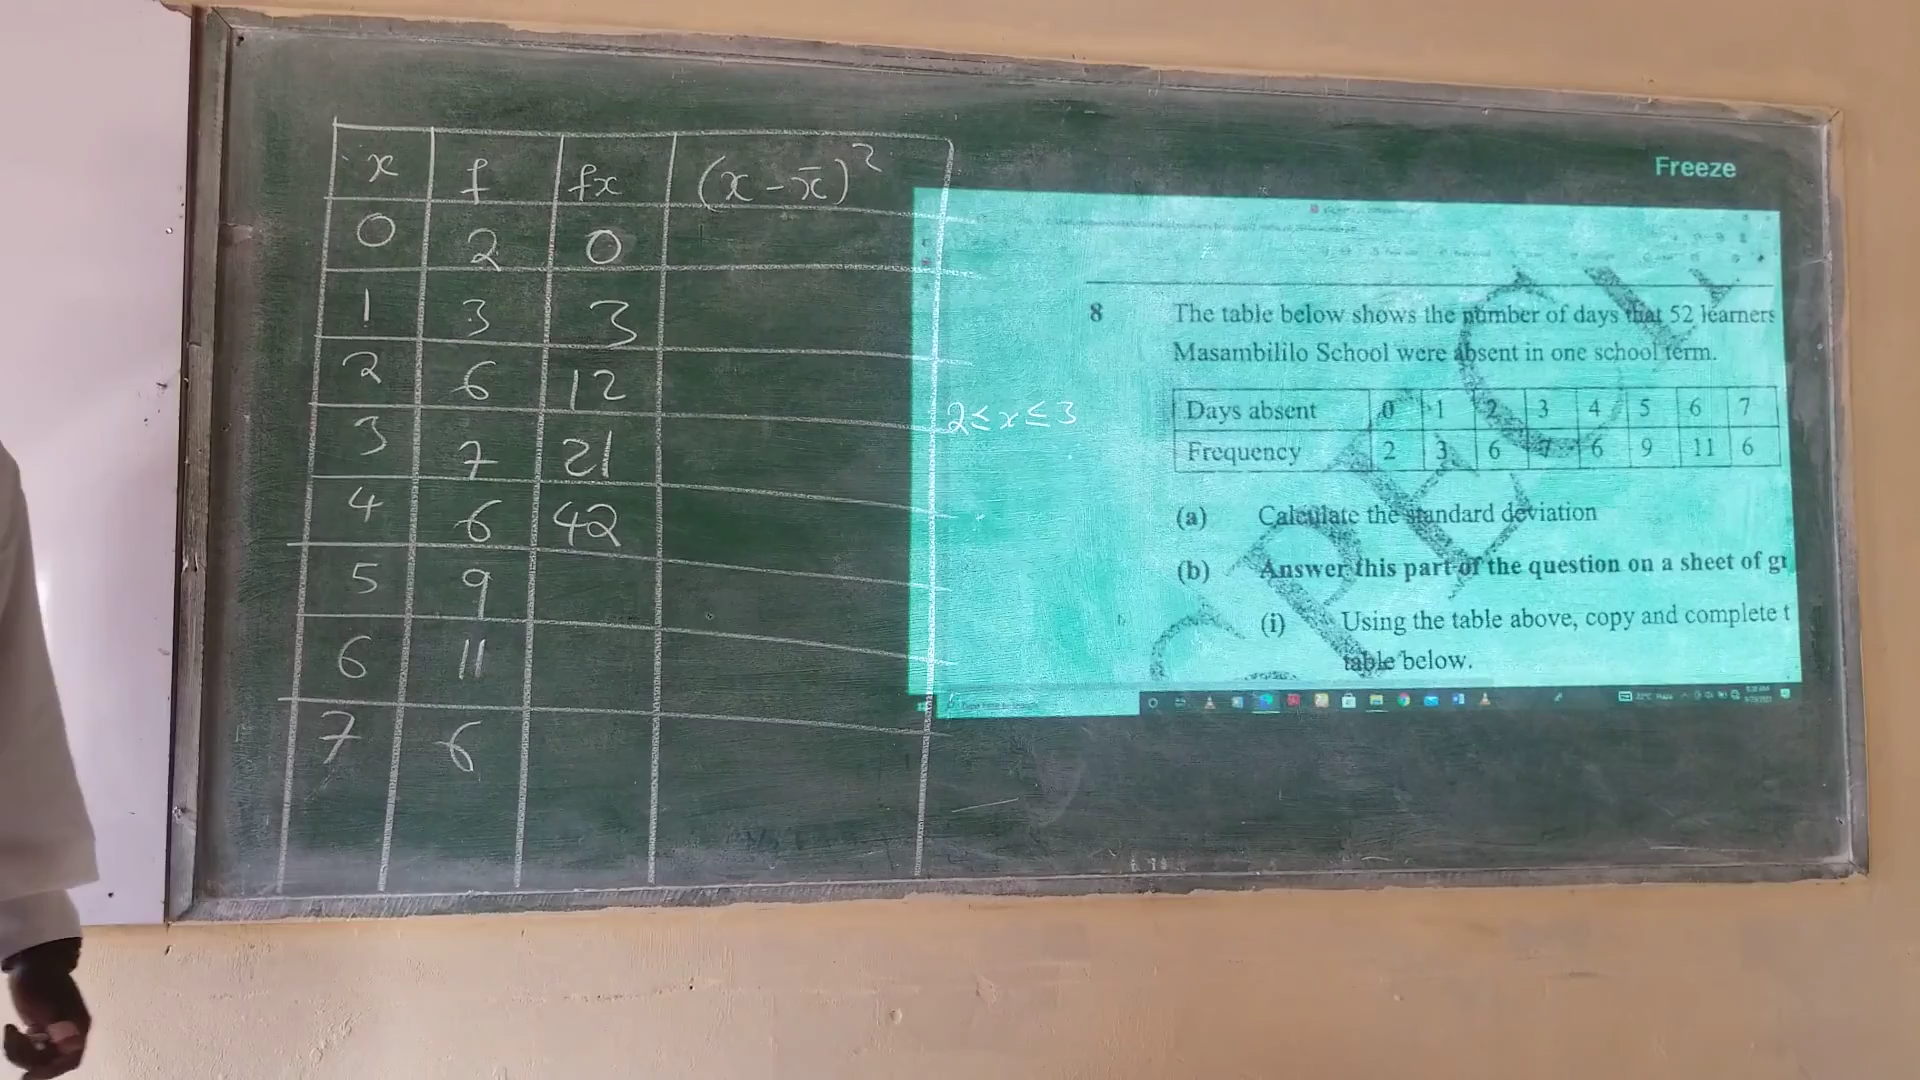 x f fx (x - x̄)²
0 2 0
1 3 3
2 6 12
3 7 21
4 6 42
5 9
6 11
7 6
2 ≤ x ≤ 3
Freeze
8 The table below shows the number of days that 52 learners
Masambililo School were absent in one school term.
Days absent 0 1 2 3 4 5 6 7
Frequency 2 3 6 7 6 9 11 6
(a) Calculate the standard deviation
(b) Answer this part of the question on a sheet of
(i) Using the table above, copy and complete t
table below.